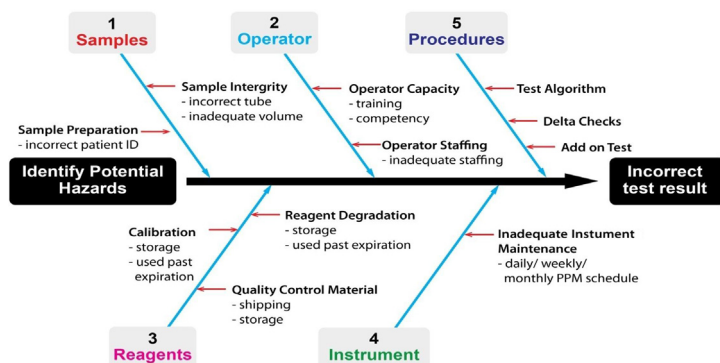 1
Samples
2
Operator
5
Procedures
Sample Intergrity
- incorrect tube
- inadequate volume
Sample Preparation
- incorrect patient ID
Operator Capacity
- training
- competency
Operator Staffing
- inadequate staffing
Test Algorithm
Delta Checks
Add on Test
Identify Potential
Hazards
Incorrect
test result
Calibration
- storage
- used past
expiration
Reagent Degradation
- storage
- used past expiration
Quality Control Material
- shipping
- storage
Inadequate Instument
Maintenance
- daily/ weekly/
monthly PPM schedule
3
Reagents
4
Instrument